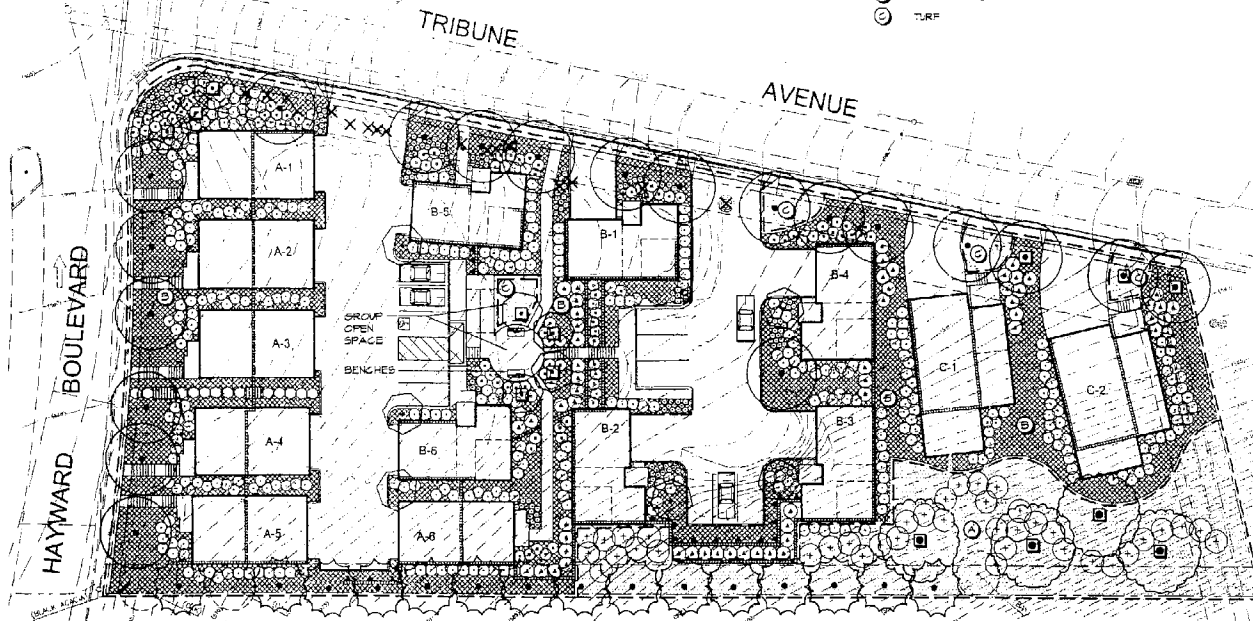 TURF
TRIBUNE
AVENUE
HAYWARD
BOULEVARD
A-1
A-2
A-3
A-4
A-5
B-5
GROUP
OPEN
SPACE
BENCHES
B-6
B-1
B-2
B-4
B-3
C-1
C-2